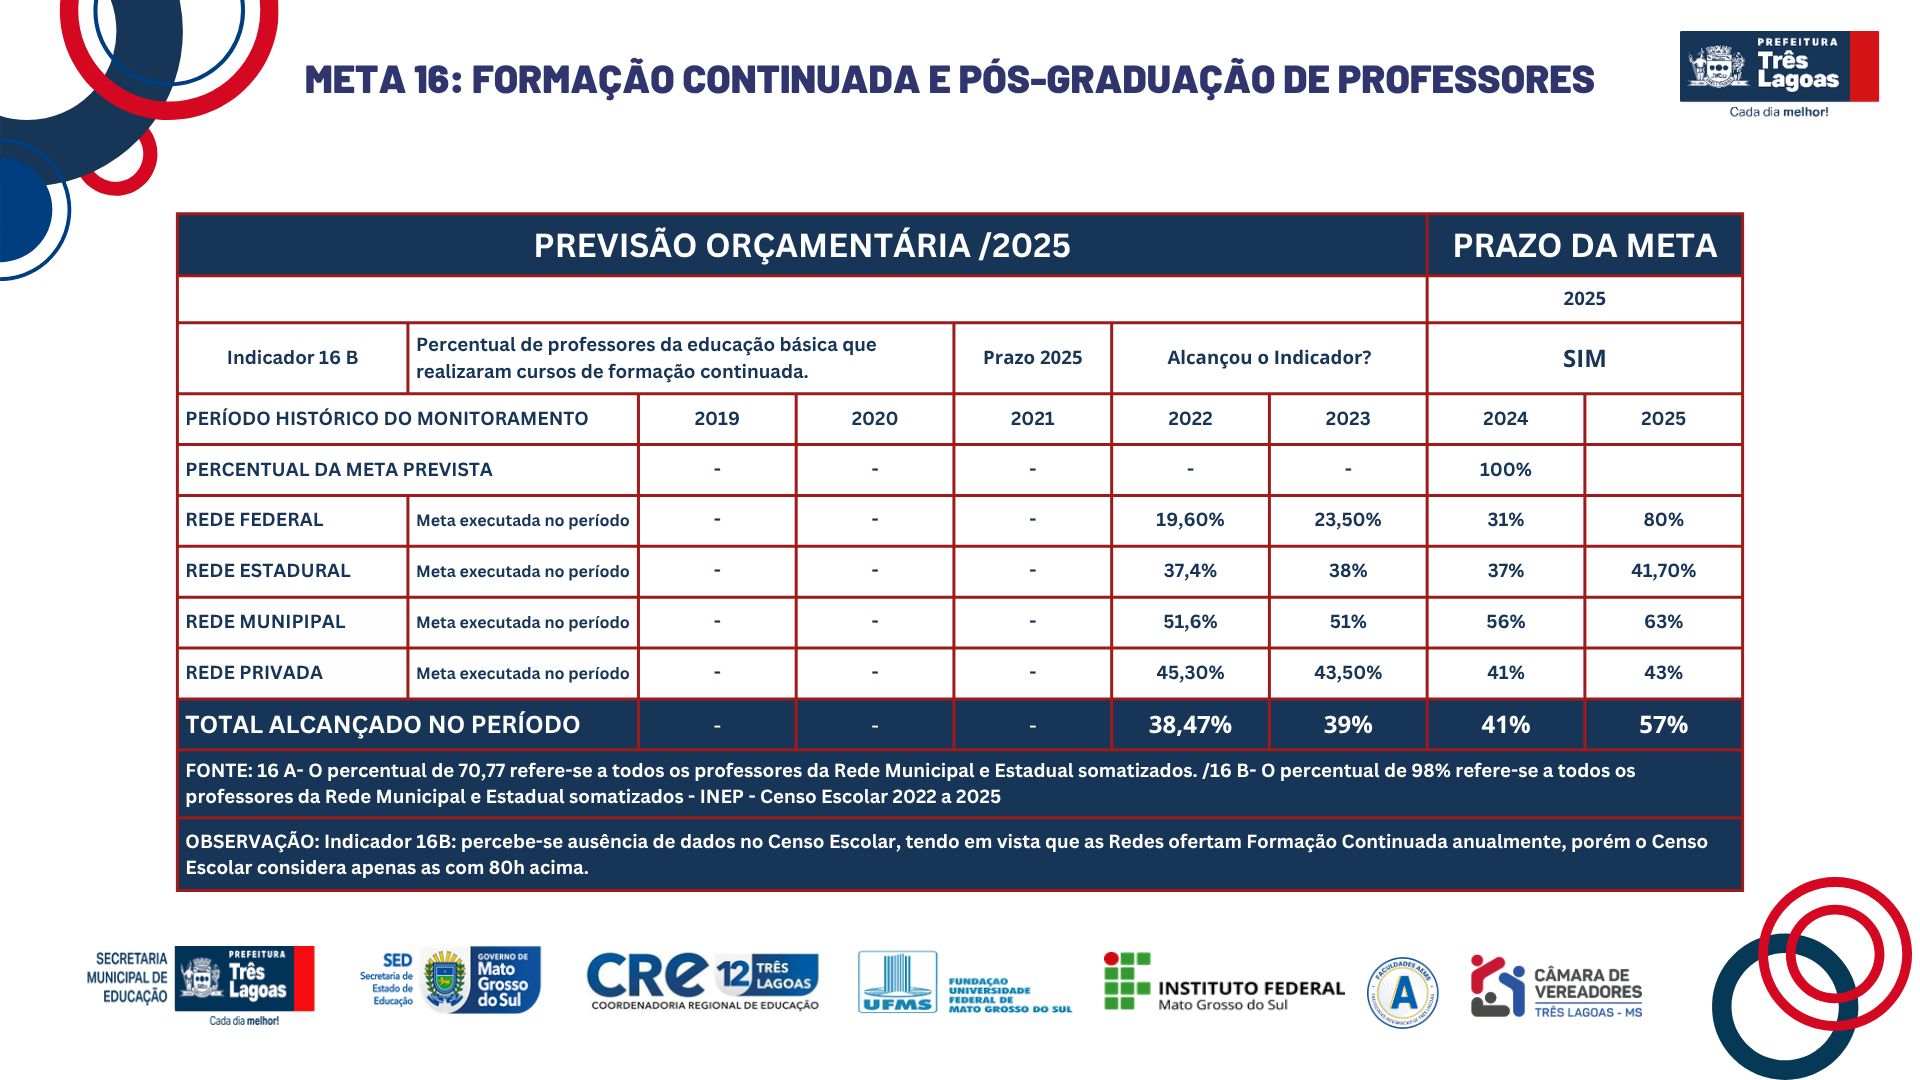 META 16: FORMAÇÃO CONTINUADA E PÓS-GRADUAÇÃO DE PROFESSORES
PREFEITURA
Três
Lagoas
Cada dia melhor!
PREVISÃO ORÇAMENTÁRIA /2025 PRAZO DA META
2025
Indicador 16 B Percentual de professores da educação básica que
realizaram cursos de formação continuada. Prazo 2025 Alcançou o Indicador? SIM
PERÍODO HISTÓRICO DO MONITORAMENTO 2019 2020 2021 2022 2023 2024 2025
PERCENTUAL DA META PREVISTA - - - - - 100%
REDE FEDERAL Meta executada no período - - - 19,60% 23,50% 31% 80%
REDE ESTADURAL Meta executada no período - - - 37,4% 38% 37% 41,70%
REDE MUNIPIPAL Meta executada no período - - - 51,6% 51% 56% 63%
REDE PRIVADA Meta executada no período - - - 45,30% 43,50% 41% 43%
TOTAL ALCANÇADO NO PERÍODO - - - 38,47% 39% 41% 57%
FONTE: 16 A- O percentual de 70,77 refere-se a todos os professores da Rede Municipal e Estadual somatizados. /16 B- O percentual de 98% refere-se a todos os
professores da Rede Municipal e Estadual somatizados - INEP - Censo Escolar 2022 a 2025
OBSERVAÇÃO: Indicador 16B: percebe-se ausência de dados no Censo Escolar, tendo em vista que as Redes ofertam Formação Continuada anualmente, porém o Censo
Escolar considera apenas as com 80h acima.
SECRETARIA
MUNICIPAL DE
EDUCAÇÃO
PREFEITURA
Três
Lagoas
Cada dia melhor!
SED
Secretaria de
Estado de
Educação
GOVERNO DE
Mato
Grosso
do Sul
CRe 12 TRÊS
LAGOAS
COORDENADORIA REGIONAL DE EDUCAÇÃO
UFMS
FUNDAÇÃO
UNIVERSIDADE
FEDERAL DE
MATO GROSSO DO SUL
INSTITUTO FEDERAL
Mato Grosso do Sul
FACULDADES AEMS
A
CÂMARA DE
VEREADORES
TRÊS LAGOAS - MS